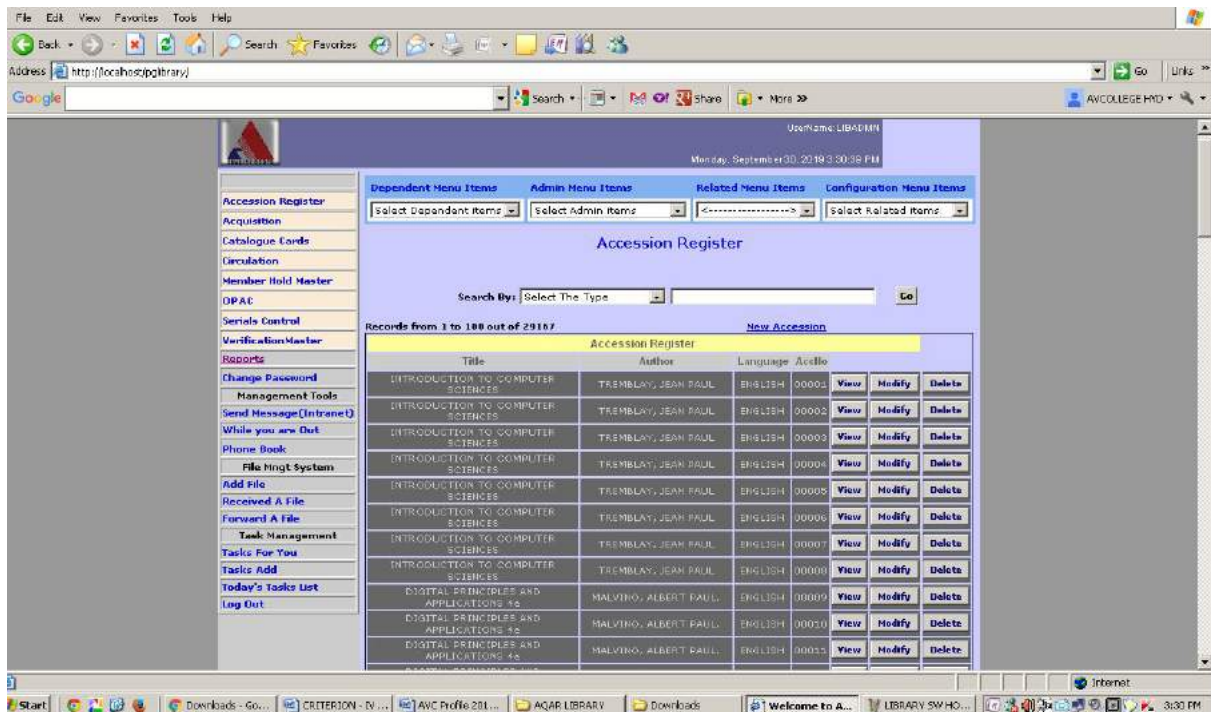 File Edit View Favorites Tools Help
Back Search Favorites
Address http://localhost/pglibrary/ Go Links »
Google Search Share More » AVCOLLEGE HYD
UserName: LIBADMN
Monday, September 30, 2019 3:30:39 PM
Dependent Menu Items Admin Menu Items Related Menu Items Configuration Menu Items
Select Dependent Items Select Admin Items <-----------------> Select Related Items
Accession Register
Acquisition
Catalogue Cards
Circulation
Member Hold Master
OPAC
Serials Control
VerificationMaster
Reports
Change Password
Management Tools
Send Message(Intranet)
While you are Out
Phone Book
File Mngt System
Add File
Received A File
Forward A File
Task Management
Tasks For You
Tasks Add
Today's Tasks List
Log Out
Accession Register
Search By: Select The Type Go
Records from 1 to 100 out of 29167 New Accession
Accession Register
Title Author Language AccNo
INTRODUCTION TO COMPUTER
SCIENCES TREMBLAY, JEAN PAUL ENGLISH 00001 View Modify Delete
INTRODUCTION TO COMPUTER
SCIENCES TREMBLAY, JEAN PAUL ENGLISH 00002 View Modify Delete
INTRODUCTION TO COMPUTER
SCIENCES TREMBLAY, JEAN PAUL ENGLISH 00003 View Modify Delete
INTRODUCTION TO COMPUTER
SCIENCES TREMBLAY, JEAN PAUL ENGLISH 00004 View Modify Delete
INTRODUCTION TO COMPUTER
SCIENCES TREMBLAY, JEAN PAUL ENGLISH 00005 View Modify Delete
INTRODUCTION TO COMPUTER
SCIENCES TREMBLAY, JEAN PAUL ENGLISH 00006 View Modify Delete
INTRODUCTION TO COMPUTER
SCIENCES TREMBLAY, JEAN PAUL ENGLISH 00007 View Modify Delete
INTRODUCTION TO COMPUTER
SCIENCES TREMBLAY, JEAN PAUL ENGLISH 00008 View Modify Delete
DIGITAL PRINCIPLES AND
APPLICATIONS 4e MALVINO, ALBERT PAUL. ENGLISH 00009 View Modify Delete
DIGITAL PRINCIPLES AND
APPLICATIONS 4e MALVINO, ALBERT PAUL. ENGLISH 00010 View Modify Delete
DIGITAL PRINCIPLES AND
APPLICATIONS 4e MALVINO, ALBERT PAUL. ENGLISH 00011 View Modify Delete
Internet
Start Downloads - Go... CRITERION - IV ... AVC Profile 201... AQAR LIBRARY Downloads Welcome to A... LIBRARY SW HO... 3:30 PM